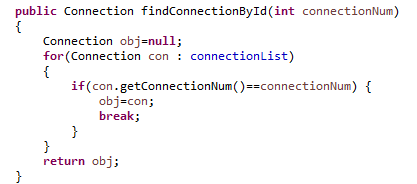 public Connection findConnectionById(int connectionNum)
{
    Connection obj=null;
    for(Connection con : connectionList)
    {
        if(con.getConnectionNum()==connectionNum) {
            obj=con;
            break;
        }
    }
    return obj;
}